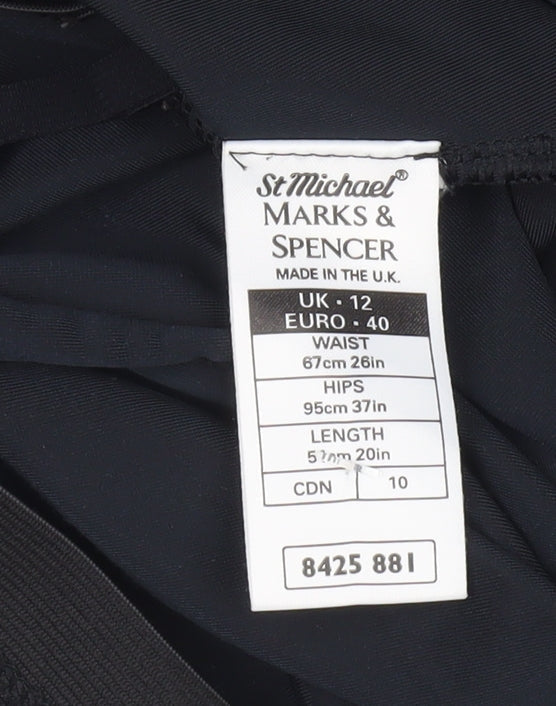 St Michael®
MARKS &
SPENCER
MADE IN THE U.K.
UK · 12
EURO · 40
WAIST
67cm 26in
HIPS
95cm 37in
LENGTH
20in
CDN 10
8425 881